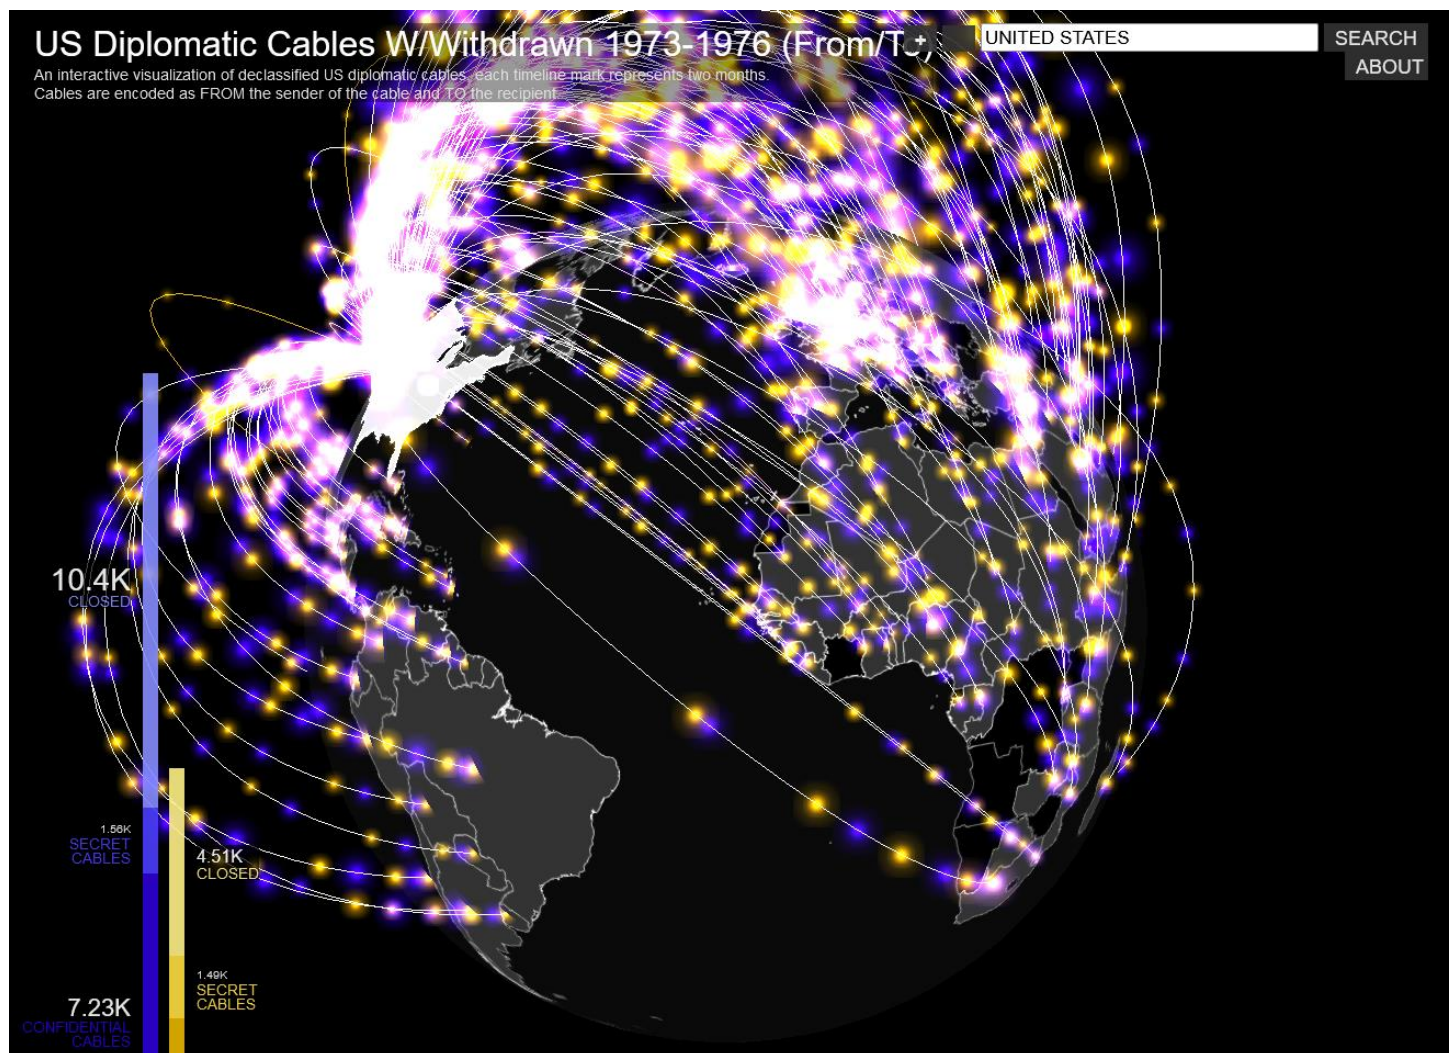 US Diplomatic Cables W/Withdrawn 1973-1976 (From/To)
+
UNITED STATES
SEARCH
An interactive visualization of declassified US diplomatic cables, each timeline mark represents two months.
ABOUT
Cables are encoded as FROM the sender of the cable and TO the recipient.
10.4K
CLOSED
1.56K
SECRET
CABLES
4.51K
CLOSED
1.49K
SECRET
CABLES
7.23K
CONFIDENTIAL
CABLES